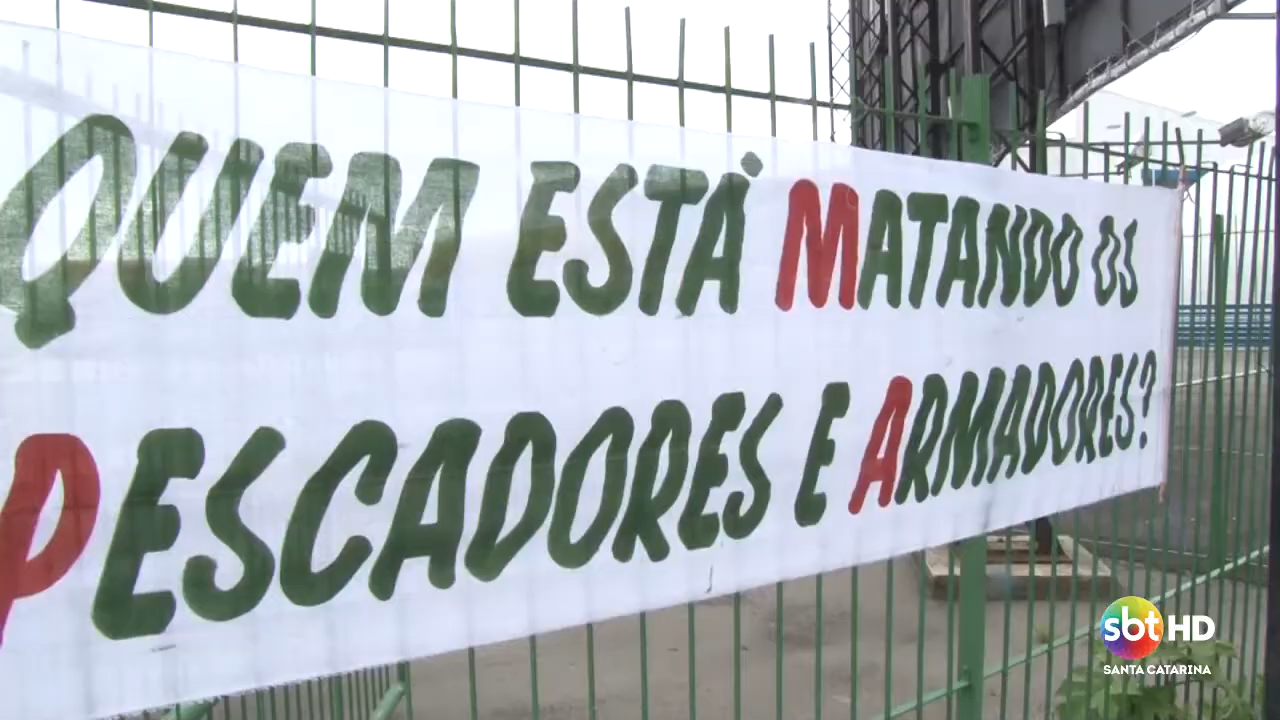 QUEM ESTÁ MATANDO OS
PESCADORES E ARMADORES?
sbt HD
SANTA CATARINA